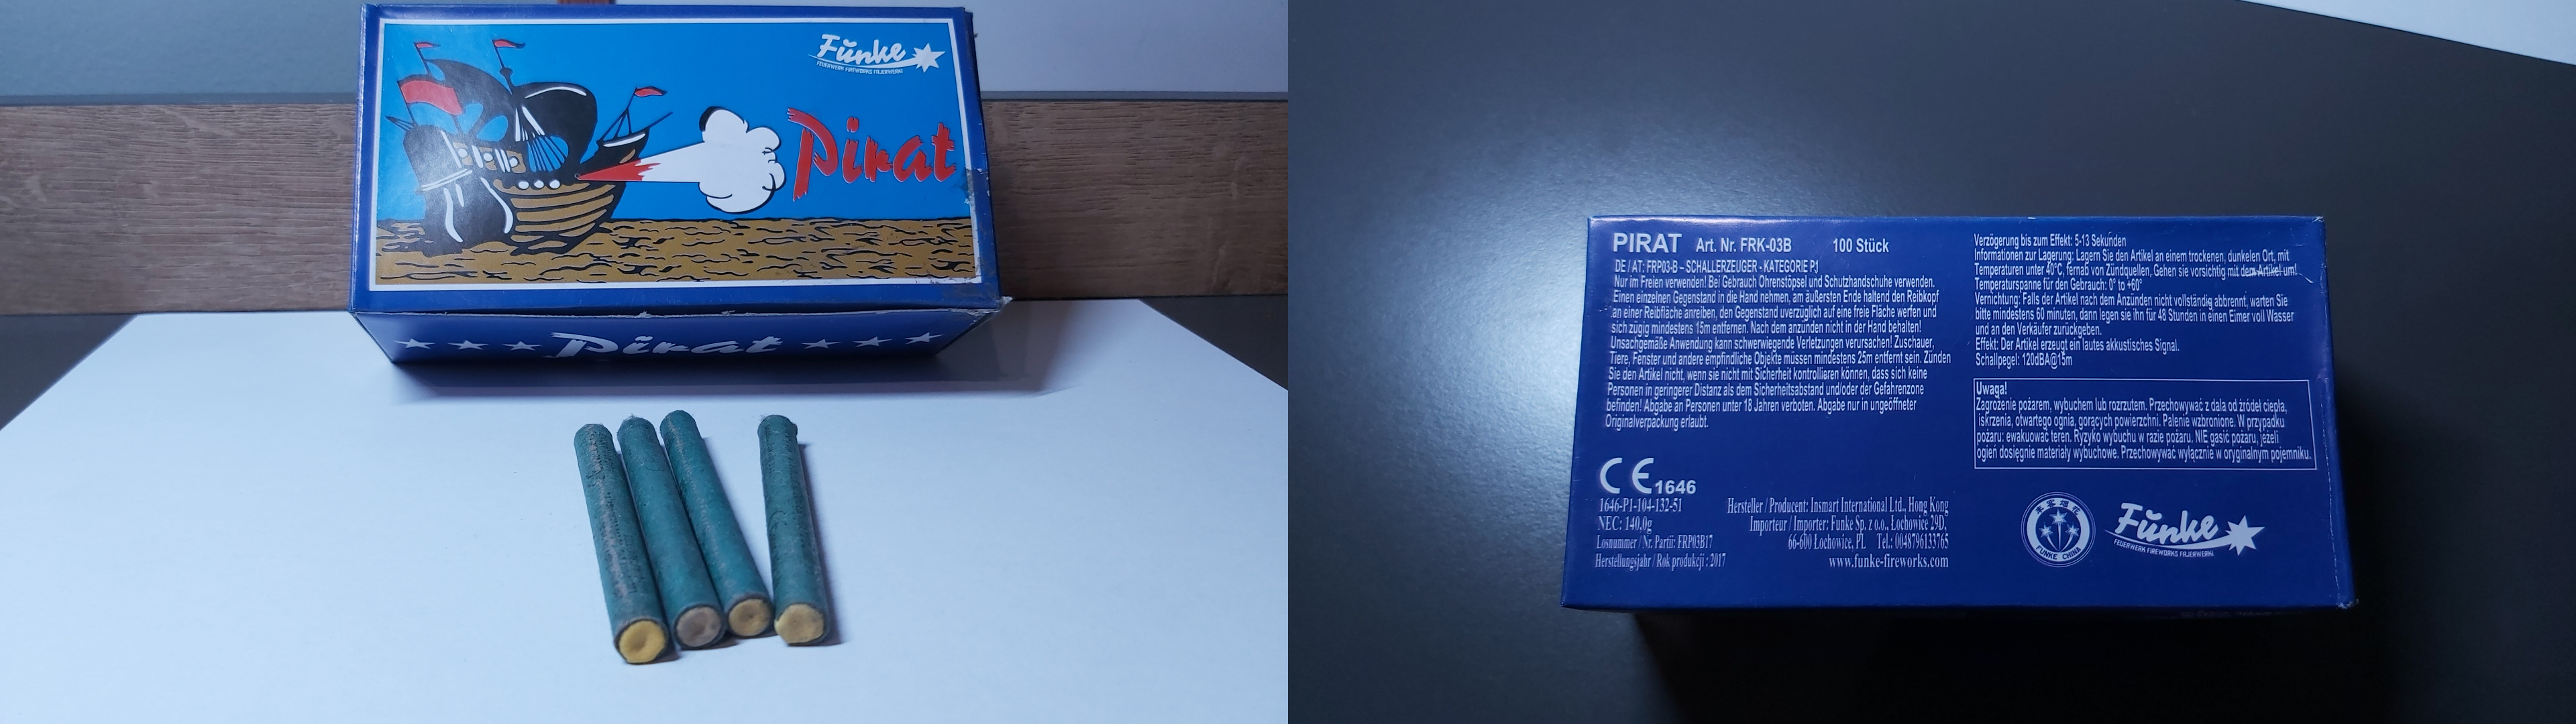 Funke
FEUERWERK FIREWORKS FAJERWERKI
Pirat
Pirat
PIRAT Art. Nr. FRK-03B 100 Stück
DE / AT: FRP03-B – SCHALLERZEUGER - KATEGORIE P1
Nur im Freien verwenden! Bei Gebrauch Ohrenstöpsel und Schutzhandschuhe verwenden.
Einen einzelnen Gegenstand in die Hand nehmen, am äußersten Ende haltend den Reibkopf
an einer Reibfläche anreiben, den Gegenstand uverzüglich auf eine freie Fläche werfen und
sich zügig mindestens 15m entfernen. Nach dem anzünden nicht in der Hand behalten!
Unsachgemäße Anwendung kann schwerwiegende Verletzungen verursachen! Zuschauer,
Tiere, Fenster und andere empfindliche Objekte müssen mindestens 25m entfernt sein. Zünden
Sie den Artikel nicht, wenn sie nicht mit Sicherheit kontrollieren können, dass sich keine
Personen in geringerer Distanz als dem Sicherheitsabstand und/oder der Gefahrenzone
befinden! Abgabe an Personen unter 18 Jahren verboten. Abgabe nur in ungeöffneter
Originalverpackung erlaubt.
CE 1646
1646-P1-104-132-51
NEC: 140,0g
Losnummer / Nr. Partii: FRP03B17
Herstellungsjahr / Rok produkcji : 2017
Hersteller / Producent: Insmart International Ltd., Hong Kong
Importeur / Importer: Funke Sp. z o.o., Łochowice 29D,
66-600 Łochowice, PL Tel.: 0048796133765
www.funke-fireworks.com
Verzögerung bis zum Effekt: 5-13 Sekunden
Informationen zur Lagerung: Lagern Sie den Artikel an einem trockenen, dunkelen Ort, mit
Temperaturen unter 40°C, fernab von Zündquellen, Gehen sie vorsichtig mit dem Artikel um!
Temperaturspanne für den Gebrauch: 0° to +60°
Vernichtung: Falls der Artikel nach dem Anzünden nicht vollständig abbrennt, warten Sie
bitte mindestens 60 minuten, dann legen sie ihn für 48 Stunden in einen Eimer voll Wasser
und an den Verkäufer zurückgeben.
Effekt: Der Artikel erzeugt ein lautes akkustisches Signal.
Schallpegel: 120dBA@15m
Uwaga!
Zagrożenie pożarem, wybuchem lub rozrzutem. Przechowywać z dala od źródeł ciepła,
iskrzenia, otwartego ognia, gorących powierzchni. Palenie wzbronione. W przypadku
pożaru: ewakuować teren. Ryzyko wybuchu w razie pożaru. NIE gasić pożaru, jeżeli
ogień dosięgnie materiały wybuchowe. Przechowywać wyłącznie w oryginalnym pojemniku.
FUNKE CHINA
Funke
FEUERWERK FIREWORKS FAJERWERKI